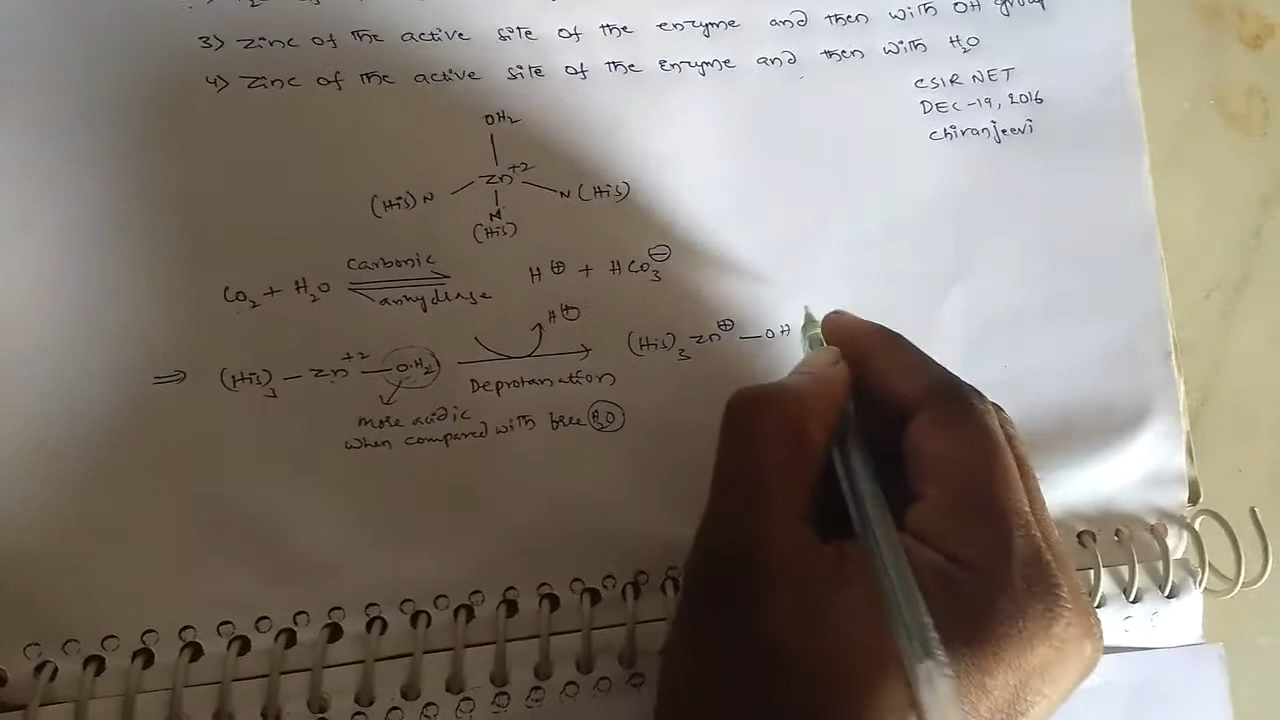 3) Zinc of the active site of the enzyme and then with OH group
4) Zinc of the active site of the enzyme and then with H2O
CSIR NET
DEC-19, 2016
Chiranjeevi
OH2
Zn+2
(His) N
N (His)
N
(His)
CO2 + H2O
Carbonic
anhydrase
H⊕ + HCO3⊖
H⊕
⇒ (His)3 - Zn+2 - O.H2
Deprotanation
(His)3 Zn⊕ - OH
more acidic
when compared with free H2O